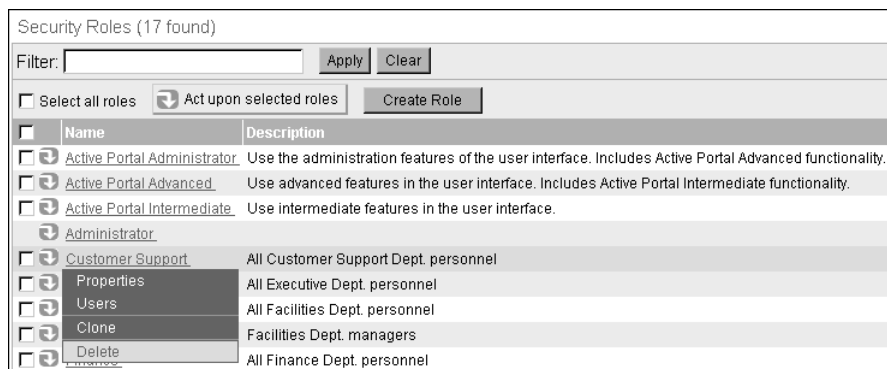 Security Roles (17 found)
Filter: Apply Clear
Select all roles Act upon selected roles Create Role
Name Description
Active Portal Administrator Use the administration features of the user interface. Includes Active Portal Advanced functionality.
Active Portal Advanced Use advanced features in the user interface. Includes Active Portal Intermediate functionality.
Active Portal Intermediate Use intermediate features in the user interface.
Administrator
Customer Support All Customer Support Dept. personnel
Properties All Executive Dept. personnel
Users All Facilities Dept. personnel
Clone Facilities Dept. managers
Delete All Finance Dept. personnel